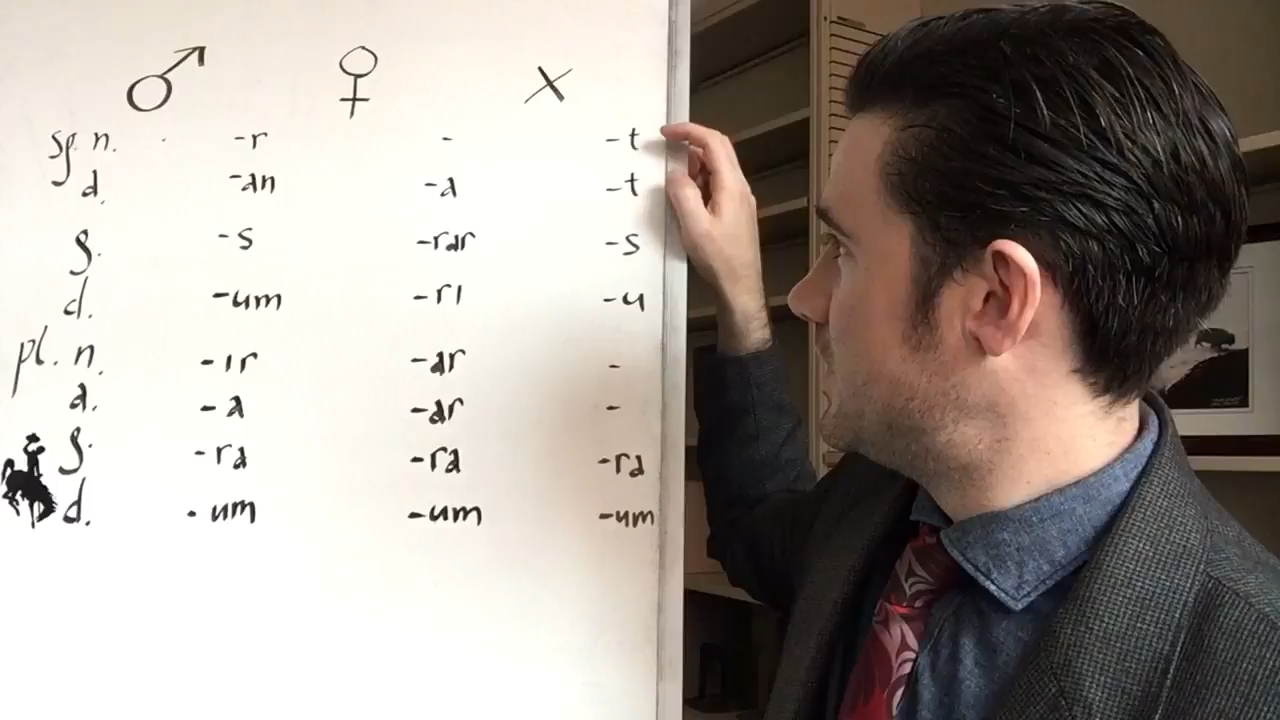 ♂ ♀ X
sg. n. -r - -t
a. -an -a -t
g. -s -rar -s
d. -um -ri -u
pl. n. -ir -ar -
a. -a -ar -
g. -ra -ra -ra
d. -um -um -um